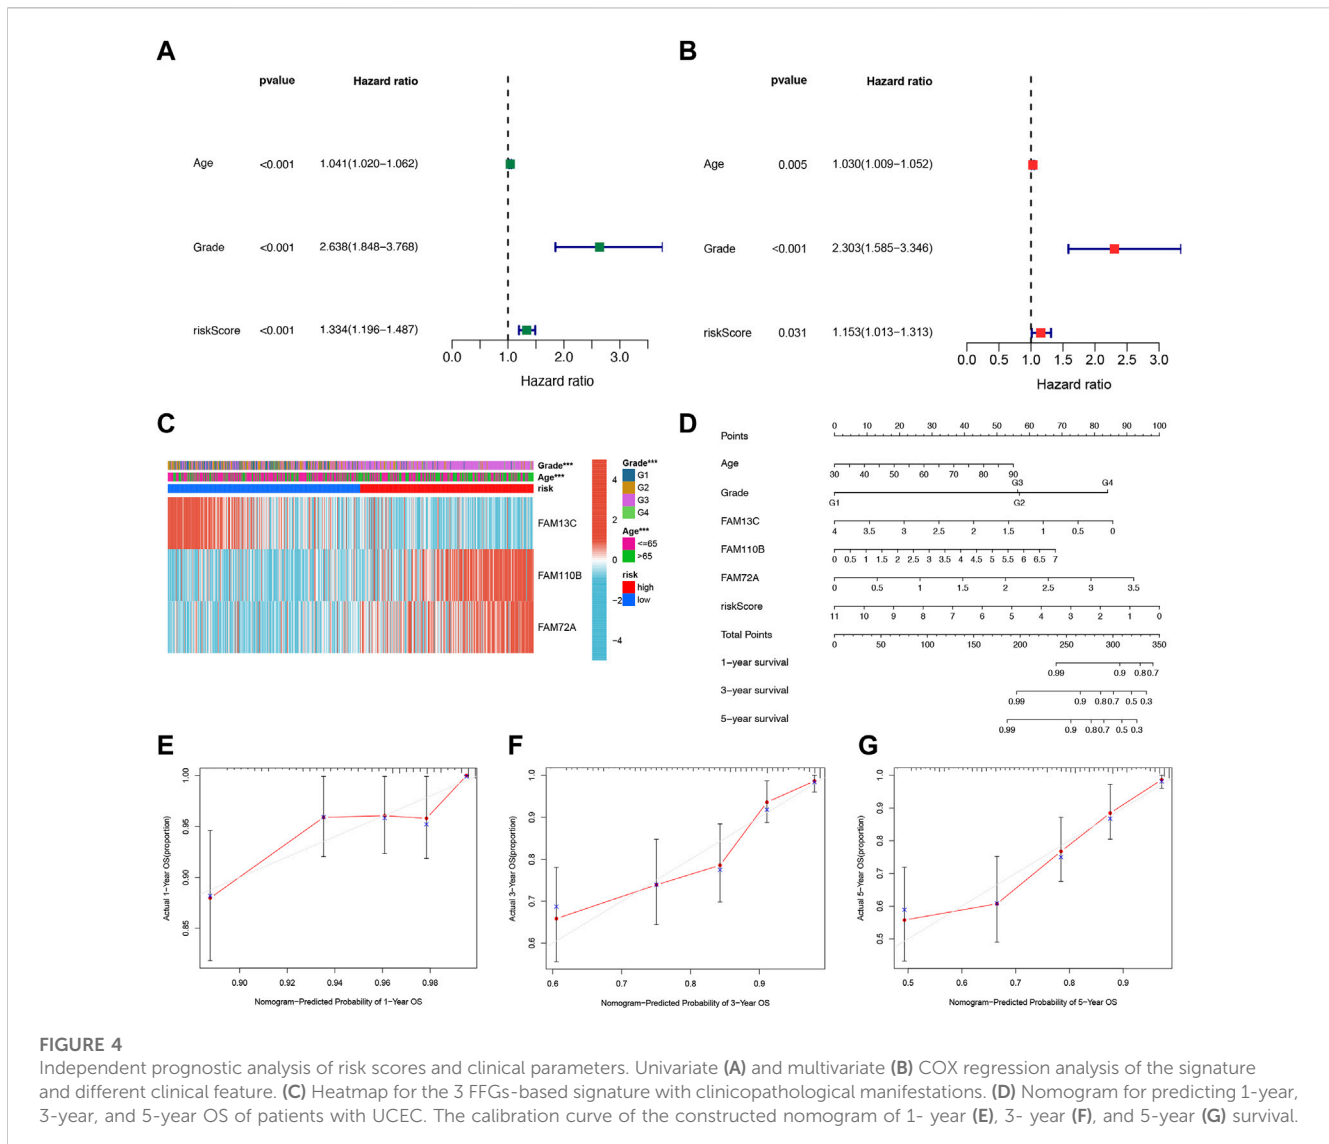 A
pvalue Hazard ratio
Age <0.001 1.041(1.020−1.062)
Grade <0.001 2.638(1.848−3.768)
riskScore <0.001 1.334(1.196−1.487)
0.0 1.0 2.0 3.0
Hazard ratio
B
pvalue Hazard ratio
Age 0.005 1.030(1.009−1.052)
Grade <0.001 2.303(1.585−3.346)
riskScore 0.031 1.153(1.013−1.313)
0.0 0.5 1.0 1.5 2.0 2.5 3.0
Hazard ratio
C
Grade***
Age***
risk
FAM13C
FAM110B
FAM72A
4
2
0
−2
−4
Grade***
G1
G2
G3
G4
Age***
<=65
>65
risk
high
low
D
Points 0 10 20 30 40 50 60 70 80 90 100
Age 30 35 40 45 50 55 60 65 70 75 80 85 90
Grade G3 G4
G1 G2
FAM13C 4 3.5 3 2.5 2 1.5 1 0.5 0
FAM110B 0 0.5 1 1.5 2 2.5 3 3.5 4 4.5 5 5.5 6 6.5 7
FAM72A 0 0.5 1 1.5 2 2.5 3 3.5
riskScore 11 10 9 8 7 6 5 4 3 2 1 0
Total Points 0 50 100 150 200 250 300 350
1−year survival 0.99 0.9 0.80.7
3−year survival 0.99 0.9 0.80.7 0.5 0.3
5−year survival 0.99 0.9 0.80.7 0.5 0.3
E
Actual 1−Year OS(proportion)
1.00
0.95
0.90
0.85
0.90 0.92 0.94 0.96 0.98
Nomogram−Predicted Probability of 1−Year OS
F
Actual 3−Year OS(proportion)
1.0
0.9
0.8
0.7
0.6
0.6 0.7 0.8 0.9
Nomogram−Predicted Probability of 3−Year OS
G
Actual 5−Year OS(proportion)
1.0
0.9
0.8
0.7
0.6
0.5
0.5 0.6 0.7 0.8 0.9
Nomogram−Predicted Probability of 5−Year OS
FIGURE 4
Independent prognostic analysis of risk scores and clinical parameters. Univariate (A) and multivariate (B) COX regression analysis of the signature
and different clinical feature. (C) Heatmap for the 3 FFGs-based signature with clinicopathological manifestations. (D) Nomogram for predicting 1-year,
3-year, and 5-year OS of patients with UCEC. The calibration curve of the constructed nomogram of 1- year (E), 3- year (F), and 5-year (G) survival.